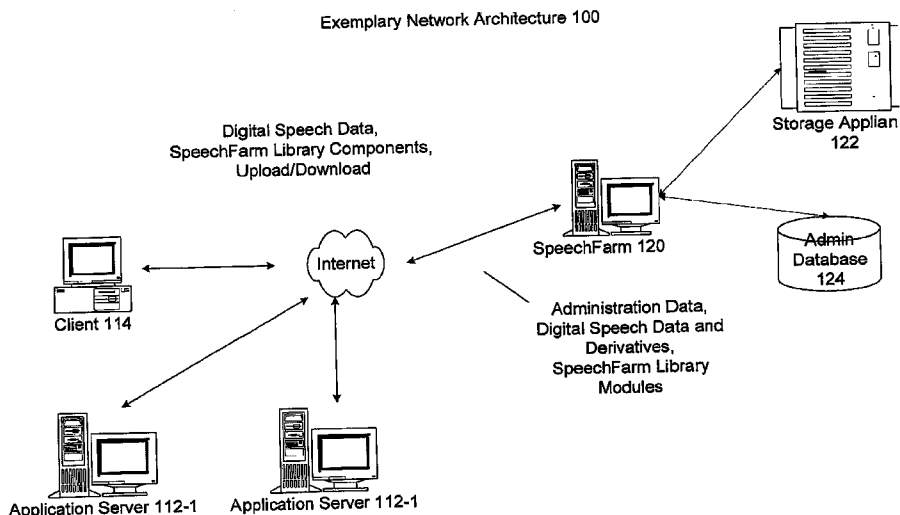 Exemplary Network Architecture 100
Storage Applian
122
Digital Speech Data,
SpeechFarm Library Components,
Upload/Download
SpeechFarm 120
Admin
Database
124
Internet
Client 114
Administration Data,
Digital Speech Data and
Derivatives,
SpeechFarm Library
Modules
Application Server 112-1
Application Server 112-1